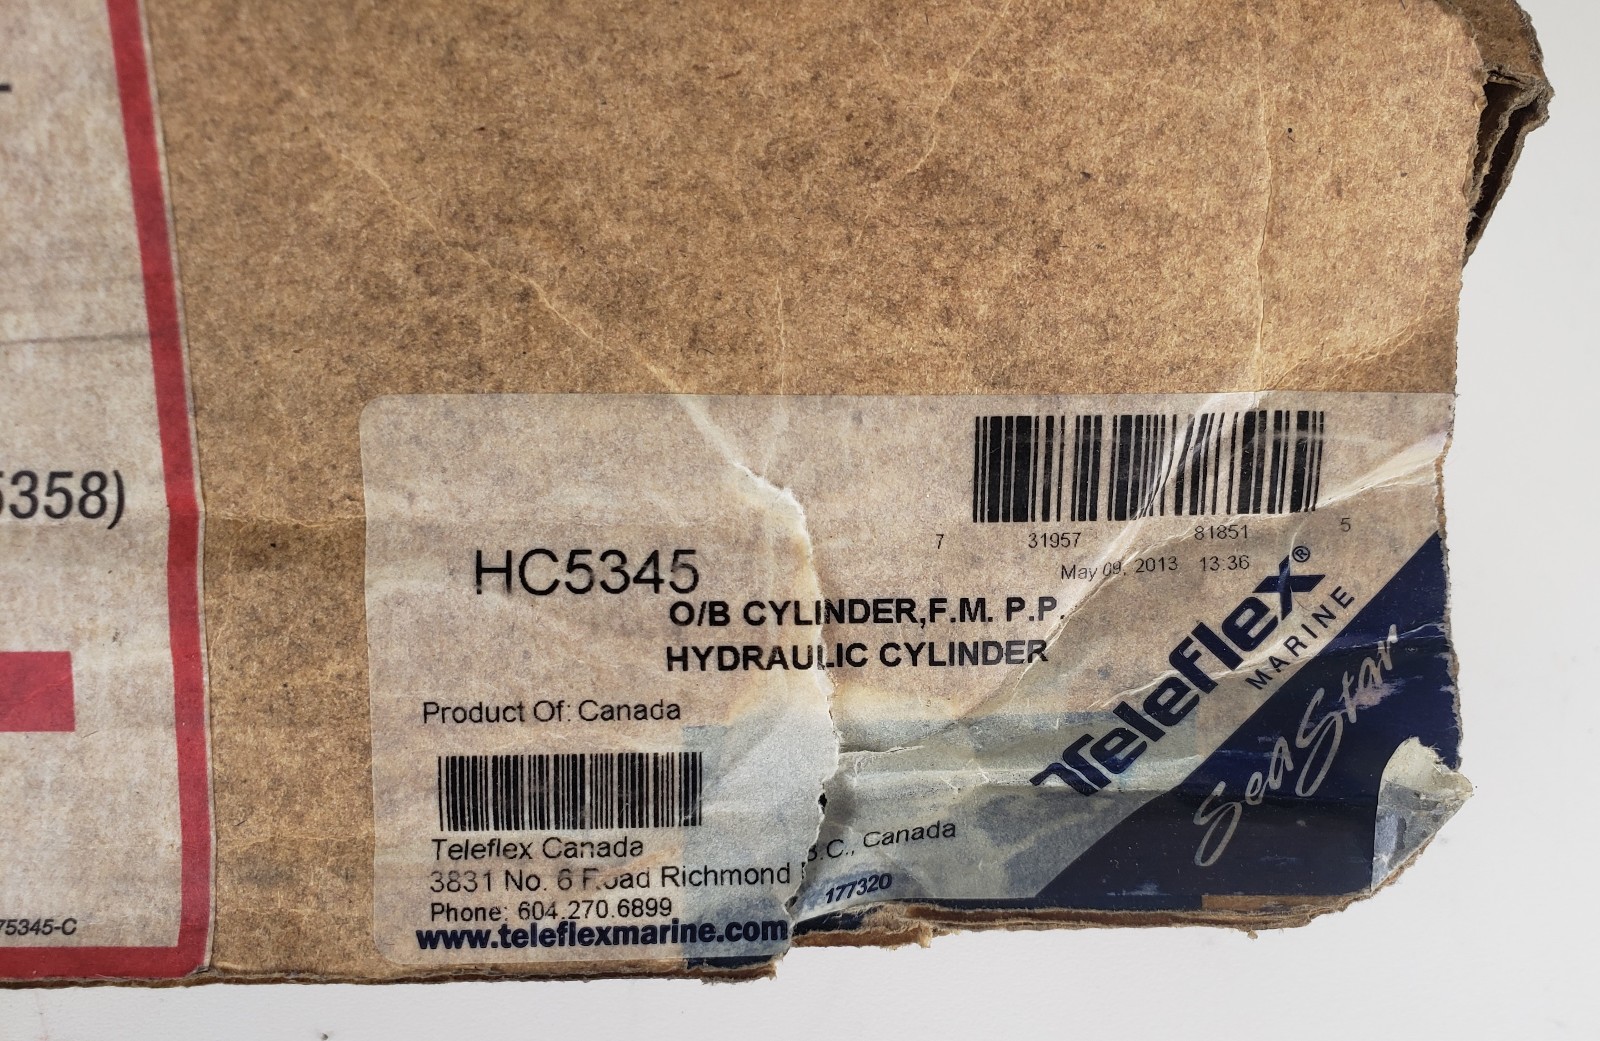 5358)
75345-C
7 31957 81851 5
May 09, 2013 13:36
HC5345
O/B CYLINDER,F.M. P.P.
HYDRAULIC CYLINDER
Product Of: Canada
Teleflex Canada
3831 No. 6 Road Richmond B.C., Canada
Phone: 604.270.6899
www.teleflexmarine.com
177320
Teleflex®
MARINE
SeaStar